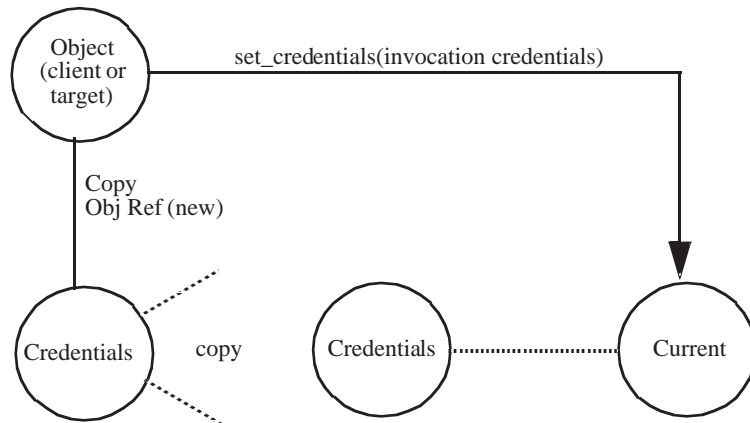 Object
(client or
target)
set_credentials(invocation credentials)
Copy
Obj Ref (new)
Credentials
copy
Credentials
Current